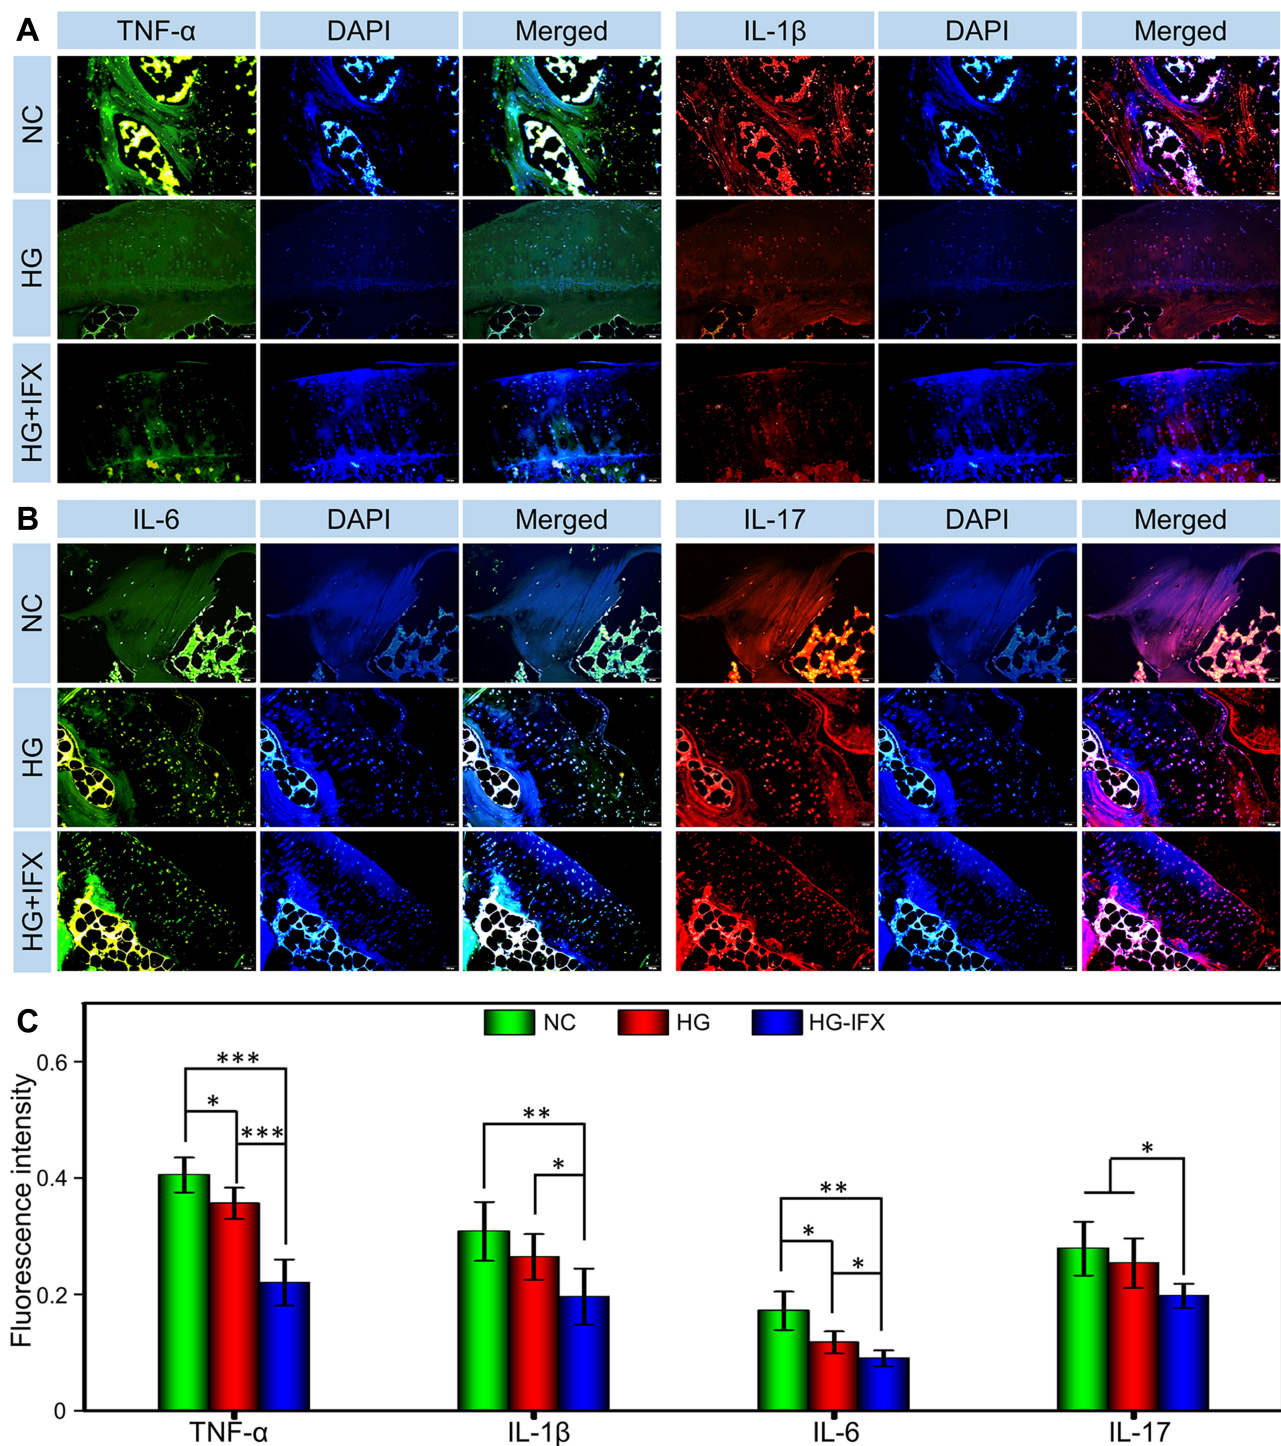 A TNF-α DAPI Merged IL-1β DAPI Merged
NC
HG
HG+IFX
B IL-6 DAPI Merged IL-17 DAPI Merged
NC
HG
HG+IFX
C
NC HG HG-IFX
Fluorescence intensity
0.6
0.4
0.2
0
*** * ***
** *
** * *
*
TNF-α IL-1β IL-6 IL-17